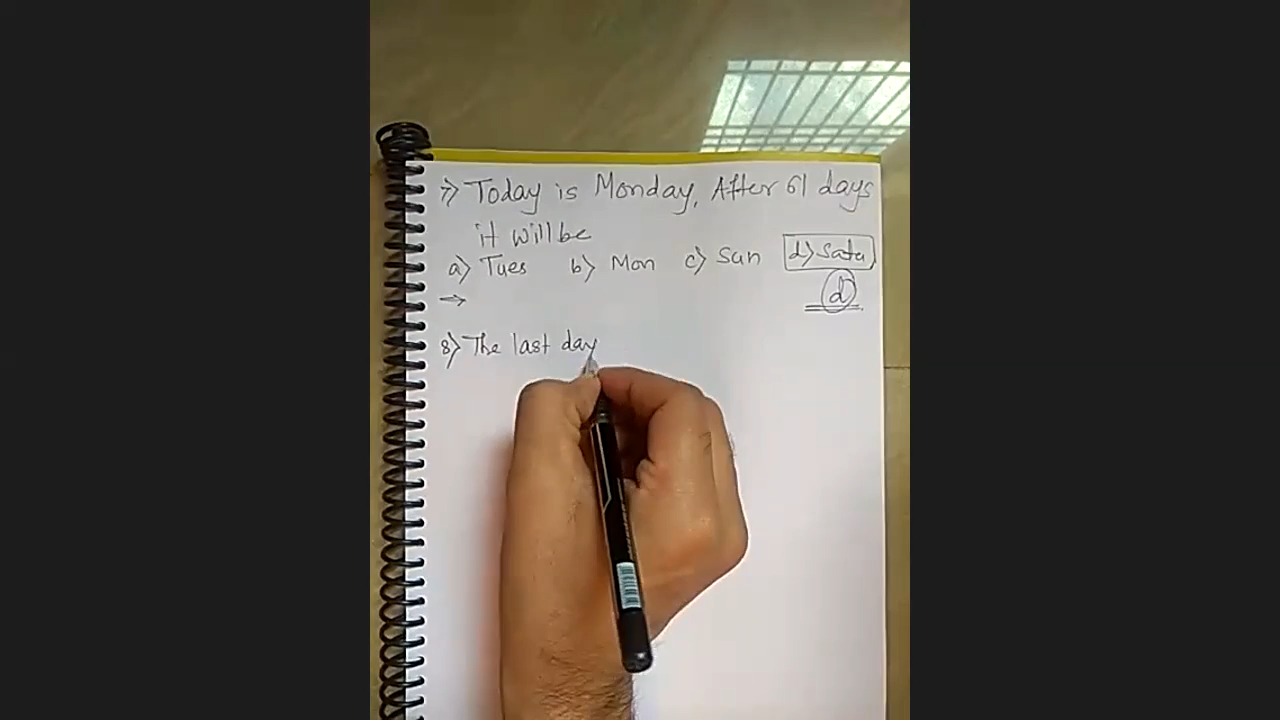 7) Today is Monday, After 61 days
it will be
a) Tues b) Mon c) Sun d) Satu
→ d
8) The last day